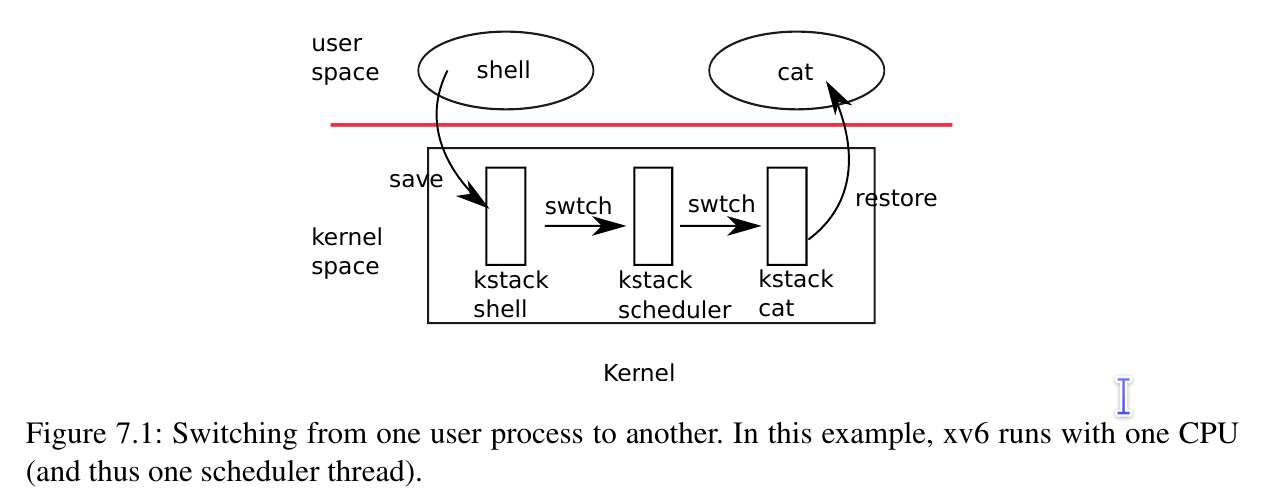 user
space
shell
cat
save
swtch
swtch
restore
kernel
space
kstack
shell
kstack
scheduler
kstack
cat
Kernel
Figure 7.1: Switching from one user process to another. In this example, xv6 runs with one CPU
(and thus one scheduler thread).